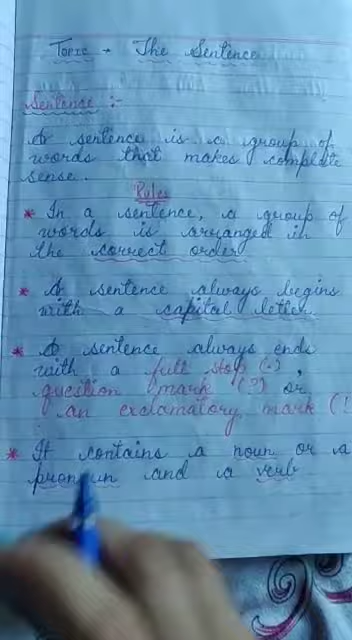 Topic → The Sentence
Sentence :-
A sentence is a group of
words that makes complete
sense.
Rules
* In a sentence, a group of
words is arranged in
the correct order
* A sentence always begins
with a capital letter
* A sentence always ends
with a full stop (.),
question mark (?) or
an exclamatory mark (!
* It contains a noun or a
pronoun and a verb